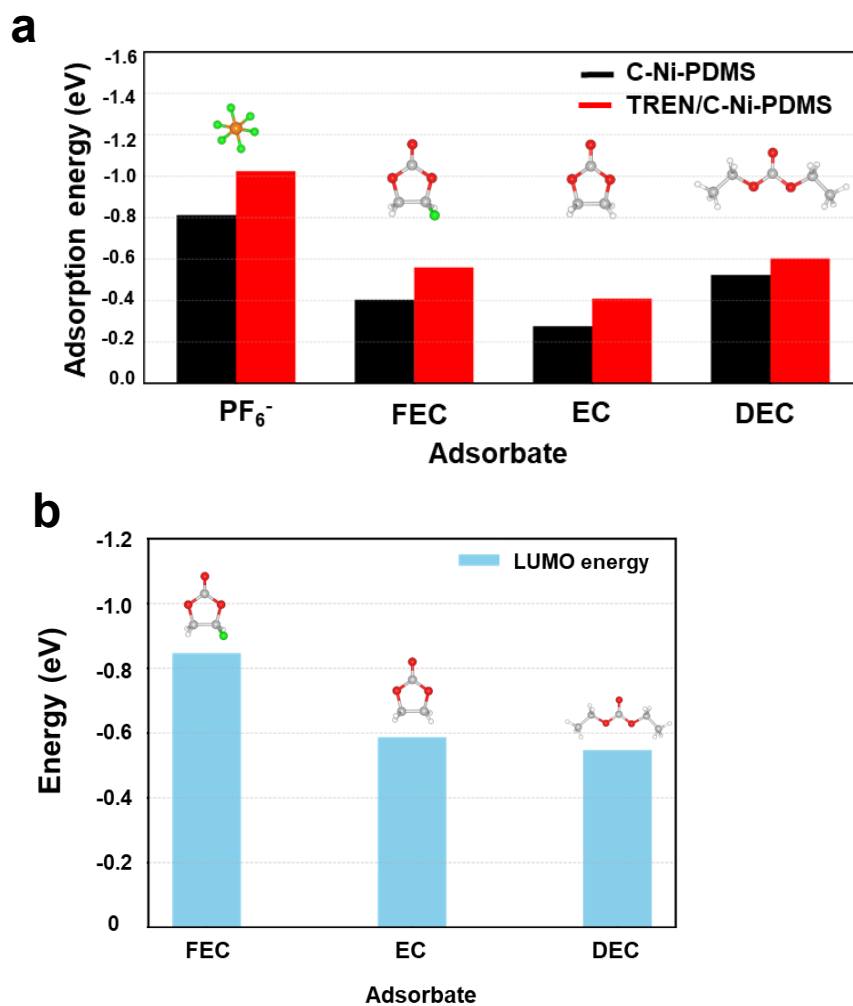 a
Adsorption energy (eV)
-1.6
-1.4
-1.2
-1.0
-0.8
-0.6
-0.4
-0.2
0.0
C-Ni-PDMS
TREN/C-Ni-PDMS
PF₆⁻
FEC
EC
DEC
Adsorbate
b
Energy (eV)
-1.2
-1.0
-0.8
-0.6
-0.4
-0.2
0
LUMO energy
FEC
EC
DEC
Adsorbate